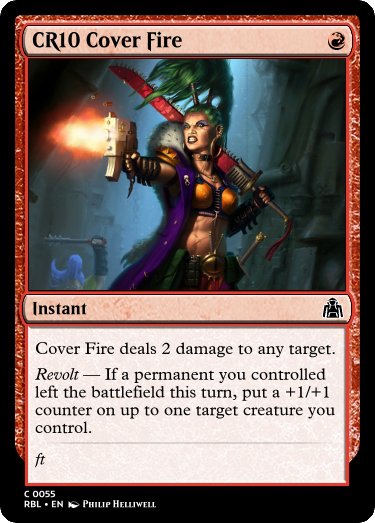 CR10 Cover Fire
Instant
Cover Fire deals 2 damage to any target.
Revolt — If a permanent you controlled
left the battlefield this turn, put a +1/+1
counter on up to one target creature you
control.
ft
C 0055
RBL • EN Philip Helliwell